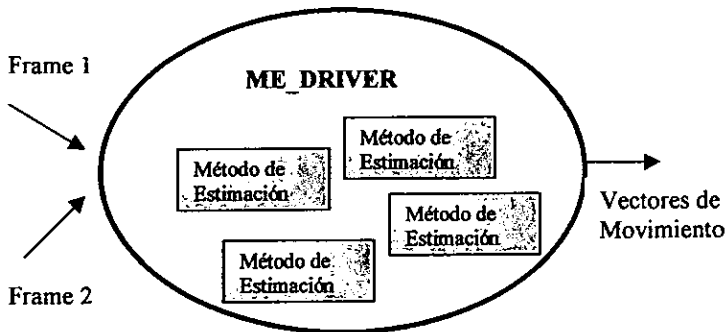 Frame 1
ME_DRIVER
Método de
Estimación
Método de
Estimación
Método de
Estimación
Vectores de
Movimiento
Método de
Estimación
Frame 2